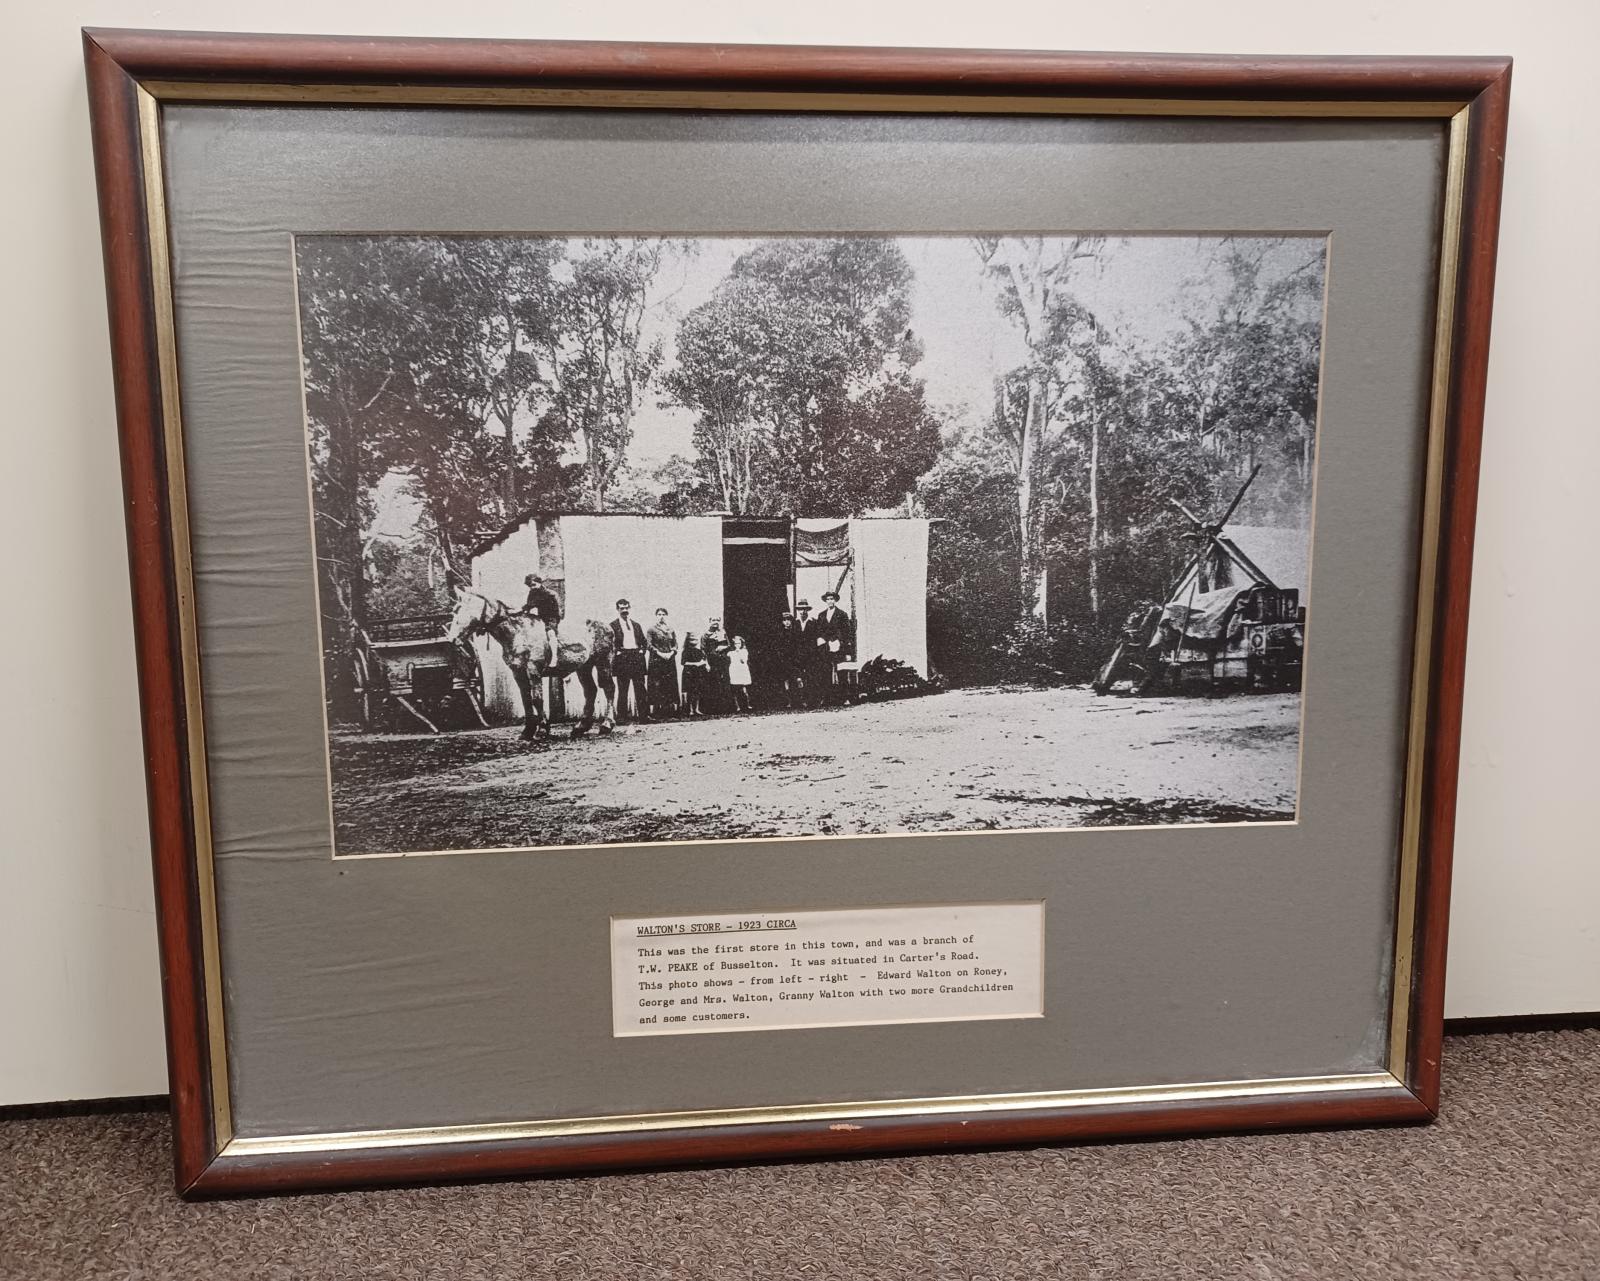 WALTON'S STORE - 1923 CIRCA
This was the first store in this town, and was a branch of
T.W. PEAKE of Busselton. It was situated in Carter's Road.
This photo shows - from left - right - Edward Walton on Roney,
George and Mrs. Walton, Granny Walton with two more Grandchildren
and some customers.